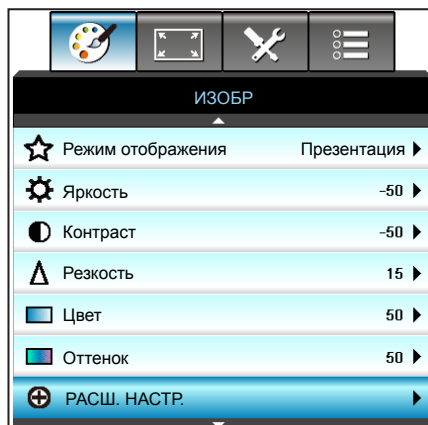 ИЗОБР
Режим отображения Презентация
Яркость -50
Контраст -50
Резкость 15
Цвет 50
Оттенок 50
РАСШ. НАСТР.